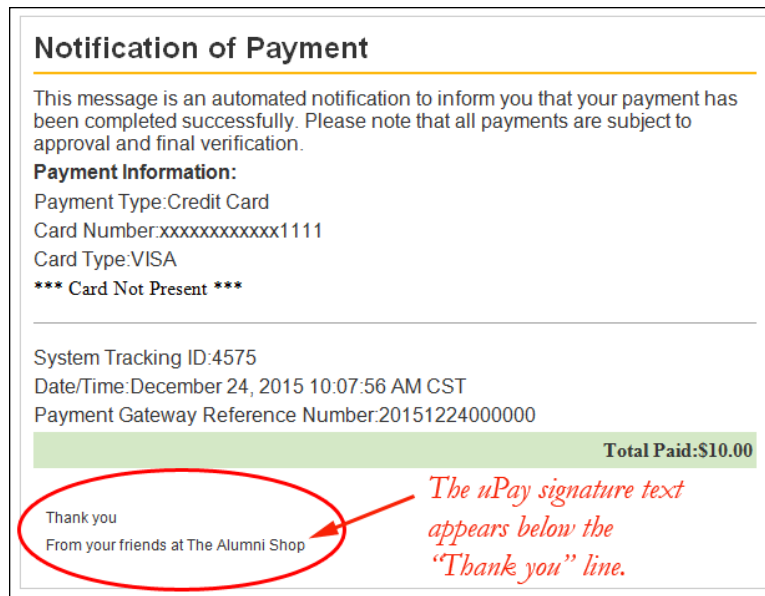 Notification of Payment
This message is an automated notification to inform you that your payment has
been completed successfully. Please note that all payments are subject to
approval and final verification.
Payment Information:
Payment Type:Credit Card
Card Number:xxxxxxxxxxxx1111
Card Type:VISA
*** Card Not Present ***
System Tracking ID:4575
Date/Time:December 24, 2015 10:07:56 AM CST
Payment Gateway Reference Number:20151224000000
Total Paid:$10.00
Thank you
From your friends at The Alumni Shop
The uPay signature text
appears below the
“Thank you” line.